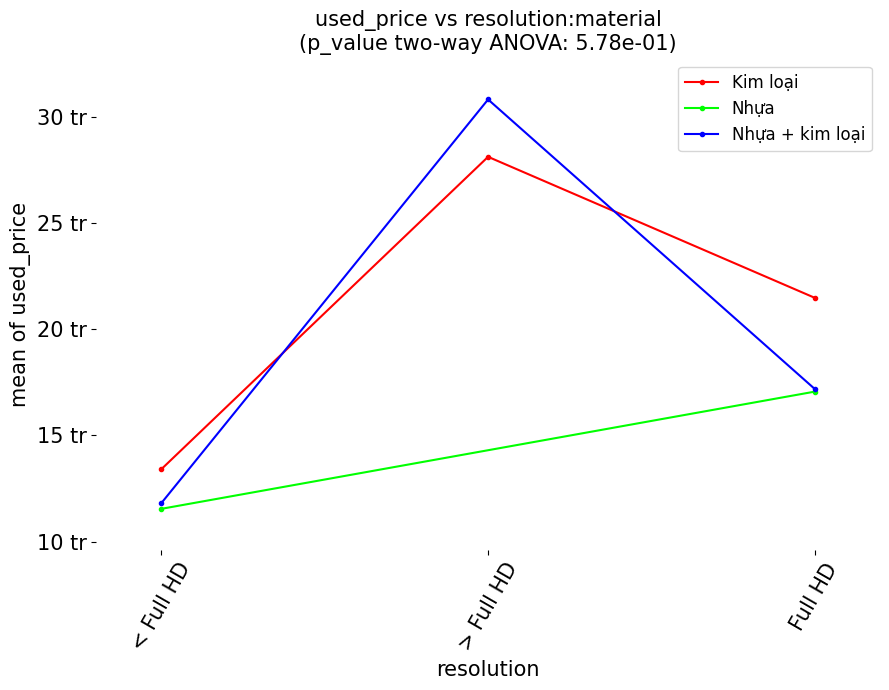 used_price vs resolution:material
(p_value two-way ANOVA: 5.78e-01)
Kim loại
Nhựa
Nhựa + kim loại
30 tr
25 tr
20 tr
15 tr
10 tr
mean of used_price
< Full HD
> Full HD
Full HD
resolution